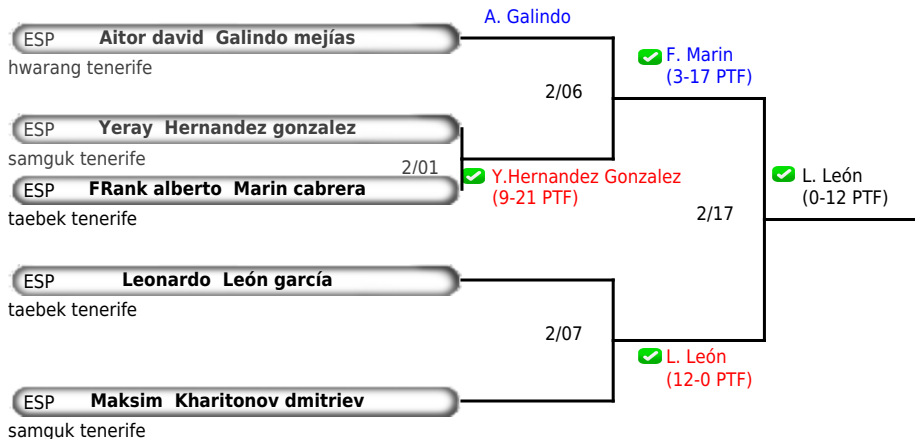 A. Galindo
ESP Aitor david Galindo mejías
hwarang tenerife
F. Marin
(3-17 PTF)
2/06
ESP Yeray Hernandez gonzalez
samguk tenerife
2/01
Y.Hernandez Gonzalez
(9-21 PTF)
L. León
(0-12 PTF)
ESP FRank alberto Marin cabrera
taebek tenerife
2/17
ESP Leonardo León garcía
taebek tenerife
2/07
L. León
(12-0 PTF)
ESP Maksim Kharitonov dmitriev
samguk tenerife